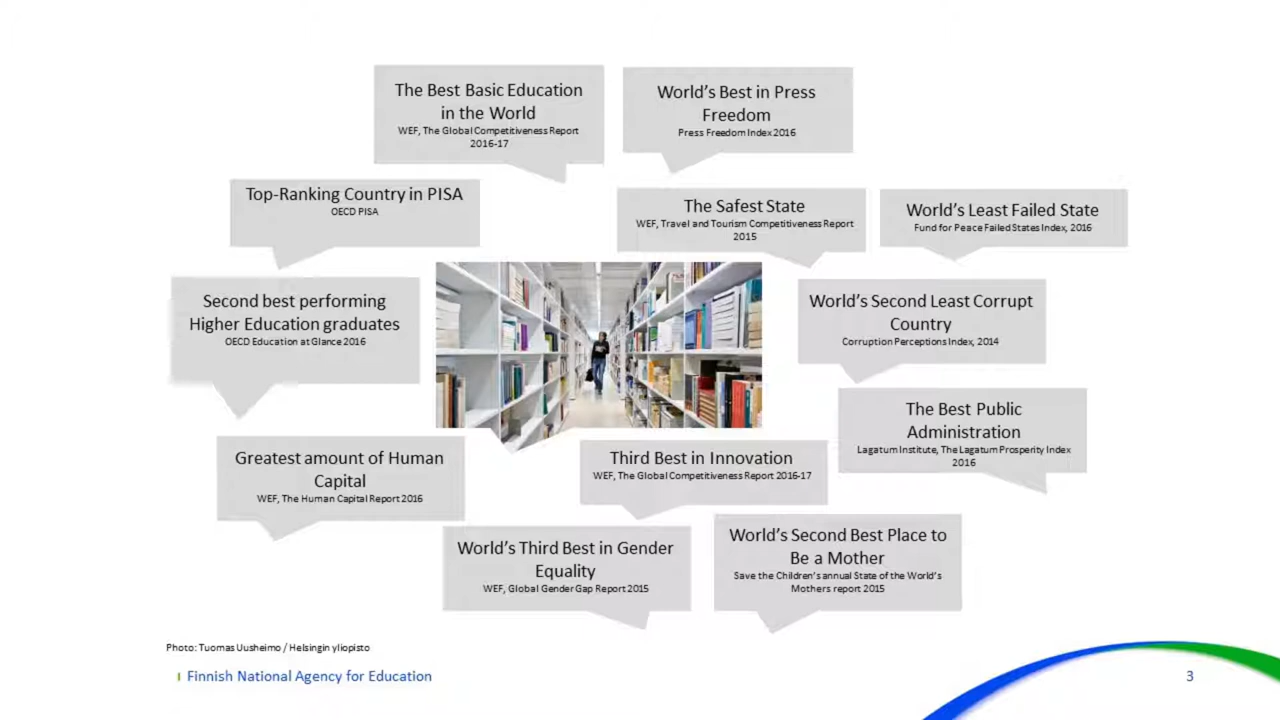 The Best Basic Education
in the World
WEF, The Global Competitiveness Report
2016-17
World's Best in Press
Freedom
Press Freedom Index 2016
Top-Ranking Country in PISA
OECD PISA
The Safest State
WEF, Travel and Tourism Competitiveness Report
2015
World's Least Failed State
Fund for Peace Failed States Index, 2016
Second best performing
Higher Education graduates
OECD Education at Glance 2016
World's Second Least Corrupt
Country
Corruption Perceptions Index, 2014
The Best Public
Administration
Lagatum Institute, The Lagatum Prosperity Index
2016
Greatest amount of Human
Capital
WEF, The Human Capital Report 2016
Third Best in Innovation
WEF, The Global Competitiveness Report 2016-17
World's Third Best in Gender
Equality
WEF, Global Gender Gap Report 2015
World's Second Best Place to
Be a Mother
Save the Children's annual State of the World's
Mothers report 2015
Photo: Tuomas Uusheimo / Helsingin yliopisto
Finnish National Agency for Education
3